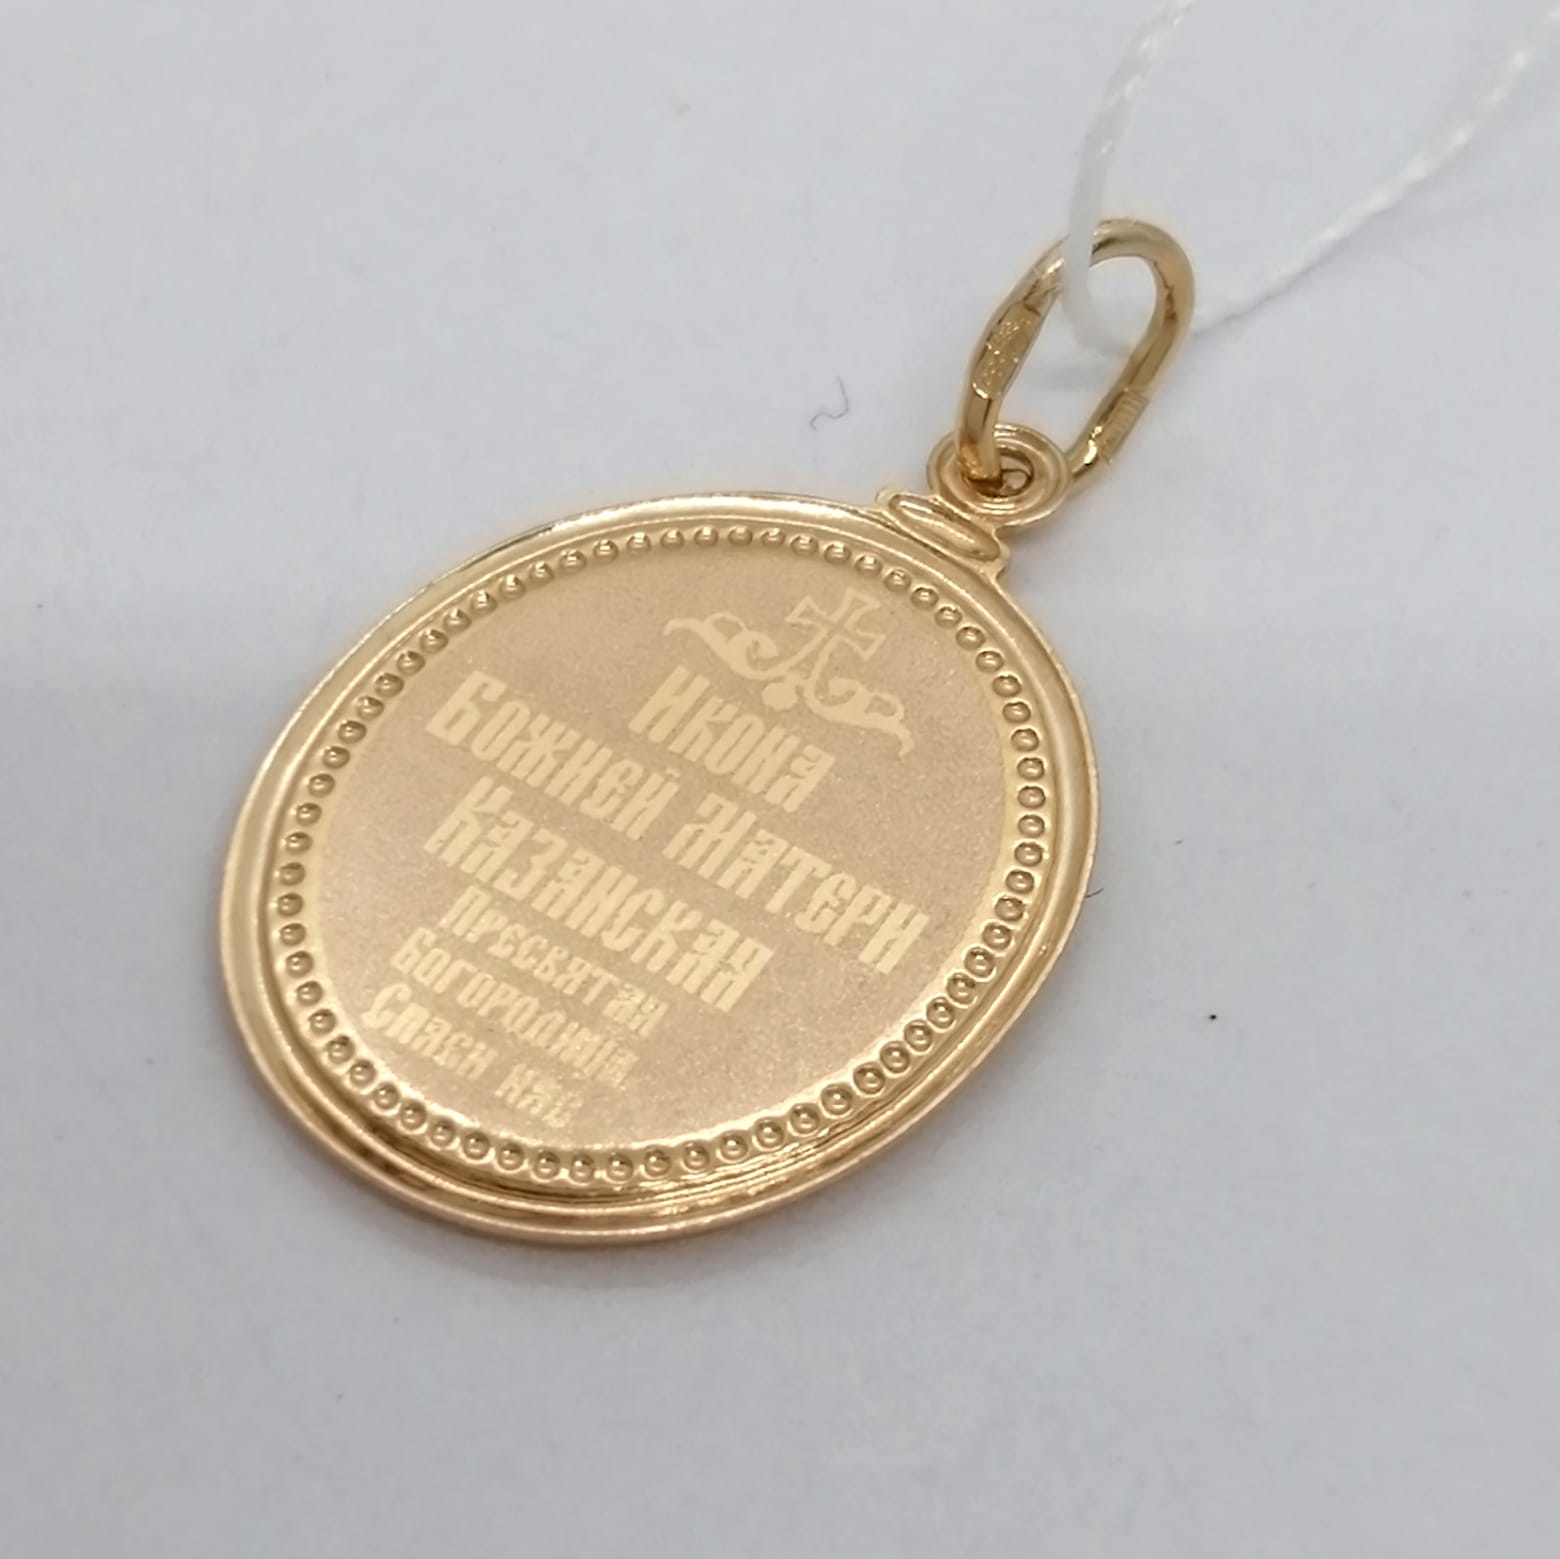 Икона
Божией Матери
Казанская
Пресвятая
Богородица,
Спаси нас